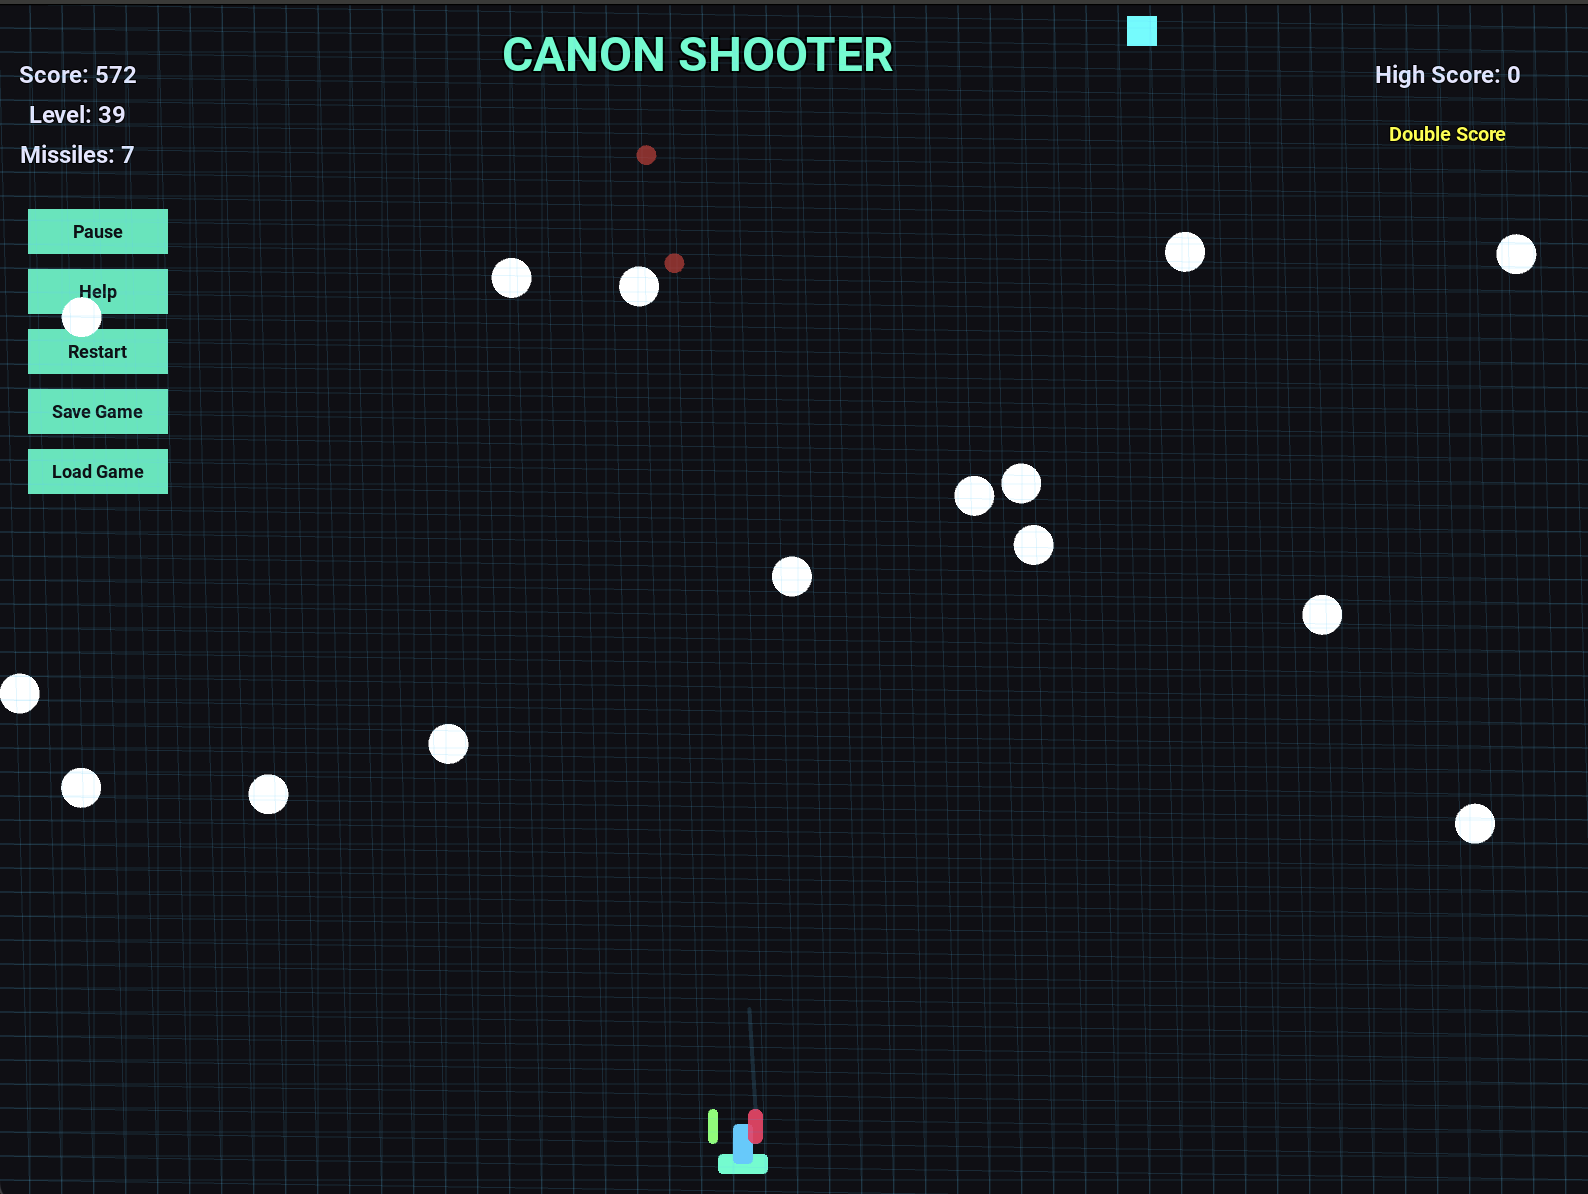 CANON SHOOTER
Score: 572
Level: 39
Missiles: 7
High Score: 0
Double Score
Pause
Help
Restart
Save Game
Load Game